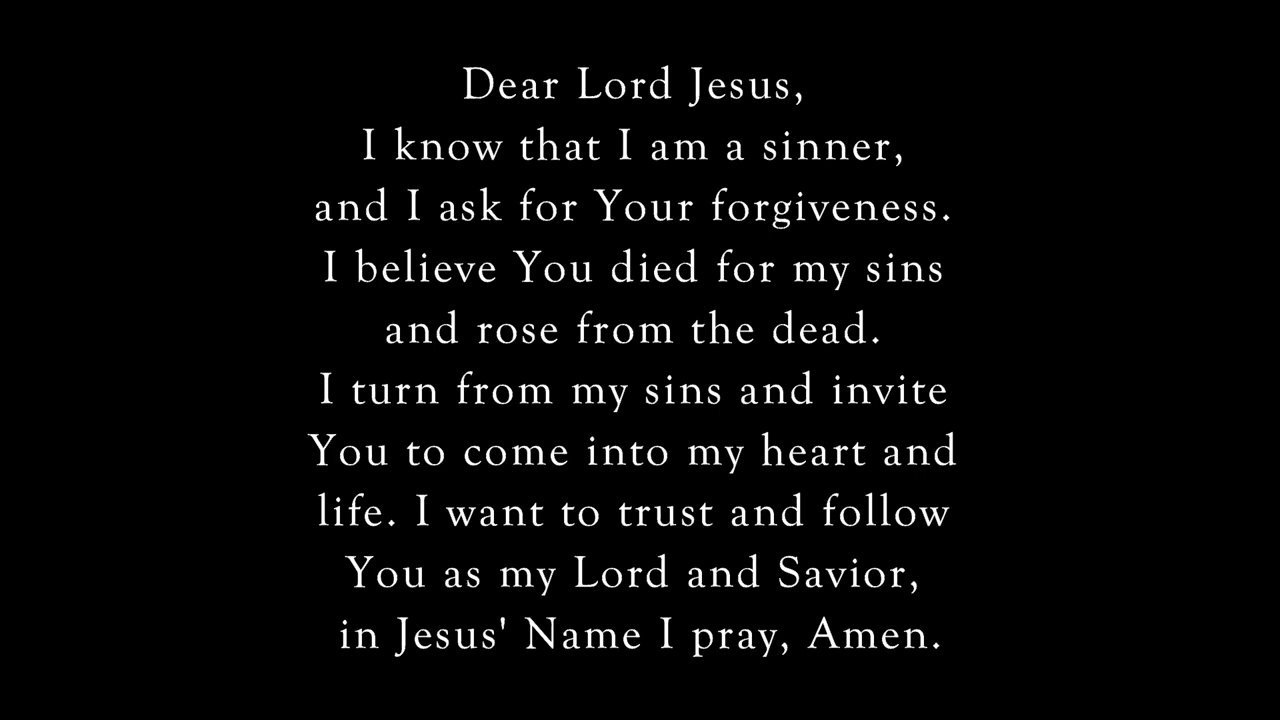 Dear Lord Jesus,
I know that I am a sinner,
and I ask for Your forgiveness.
I believe You died for my sins
and rose from the dead.
I turn from my sins and invite
You to come into my heart and
life. I want to trust and follow
You as my Lord and Savior,
in Jesus' Name I pray, Amen.